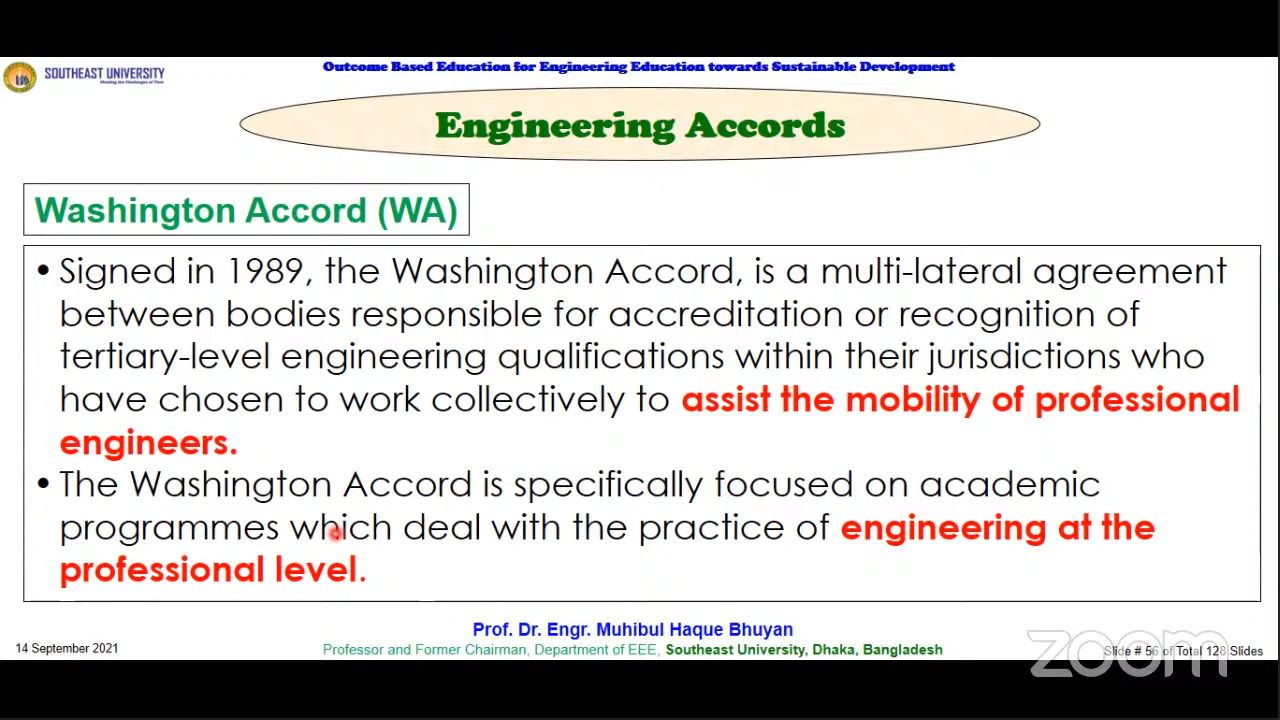 SOUTHEAST UNIVERSITY
Outcome Based Education for Engineering Education towards Sustainable Development
Engineering Accords
Washington Accord (WA)
• Signed in 1989, the Washington Accord, is a multi-lateral agreement
between bodies responsible for accreditation or recognition of
tertiary-level engineering qualifications within their jurisdictions who
have chosen to work collectively to assist the mobility of professional
engineers.
• The Washington Accord is specifically focused on academic
programmes which deal with the practice of engineering at the
professional level.
Prof. Dr. Engr. Muhibul Haque Bhuyan
14 September 2021
Professor and Former Chairman, Department of EEE, Southeast University, Dhaka, Bangladesh
Slide # 56 of Total 128 Slides
zoom